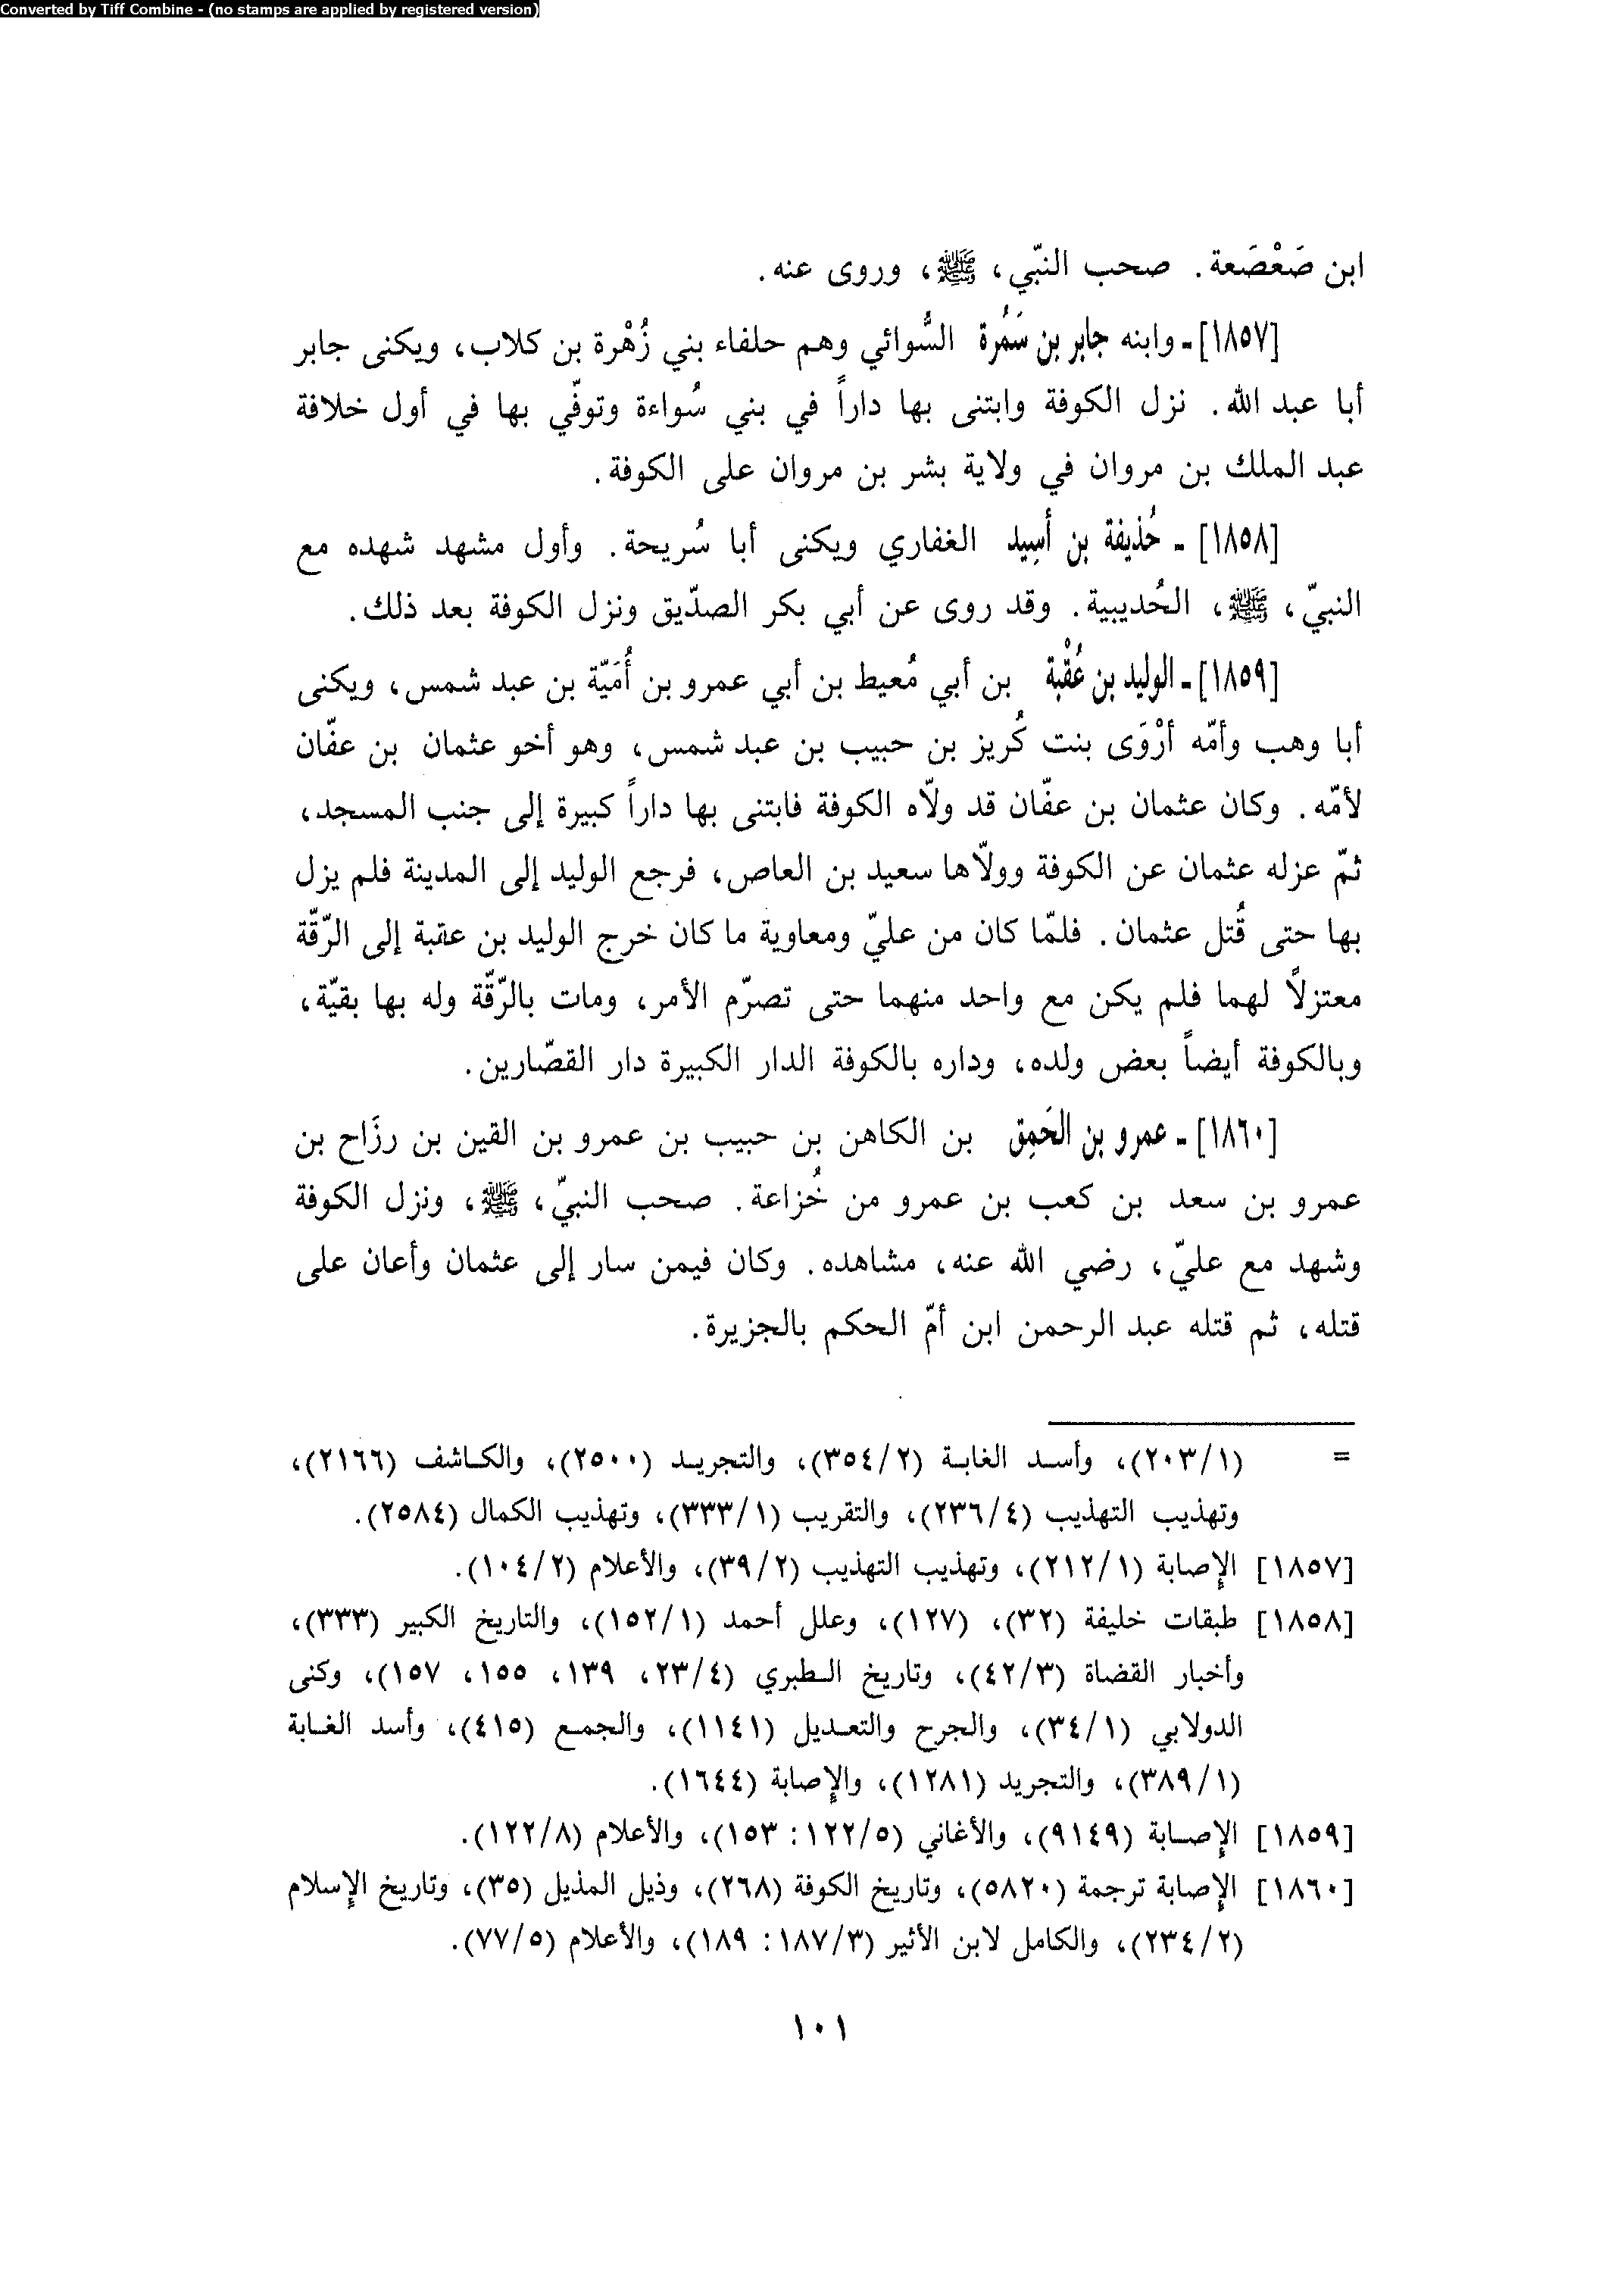 Converted by Tiff Combine - (no stamps are applied by registered version)
ابن صَعْصَعة. صحب النّبي، ﷺ، وروى عنه.
[١٨٥٧] - وابنه جابر بن سَمُرة السُّوائي وهم حلفاء بني زُهْرة بن كلاب، ويكنى جابر
أبا عبد الله. نزل الكوفة وابتنى بها داراً في بني سُواءة وتوفّي بها في أول خلافة
عبد الملك بن مروان في ولاية بشر بن مروان على الكوفة.
[١٨٥٨] - حُذيفة بن أَسِيد الغفاري ويكنى أبا سُريحة. وأول مشهد شهده مع
النبيّ، ﷺ، الحُديبية. وقد روى عن أبي بكر الصدّيق ونزل الكوفة بعد ذلك.
[١٨٥٩] - الوليد بن عُقْبة بن أبي مُعيط بن أبي عمرو بن أُمَيّة بن عبد شمس، ويكنى
أبا وهب وأمّه أرْوَى بنت كُريز بن حبيب بن عبد شمس، وهو أخو عثمان بن عفّان
لأمّه. وكان عثمان بن عفّان قد ولاّه الكوفة فابتنى بها داراً كبيرة إلى جنب المسجد،
ثمّ عزله عثمان عن الكوفة وولّاها سعيد بن العاص، فرجع الوليد إلى المدينة فلم يزل
بها حتى قُتل عثمان. فلمّا كان من عليّ ومعاوية ما كان خرج الوليد بن عقبة إلى الرّقّة
معتزلاً لهما فلم يكن مع واحد منهما حتى تصرّم الأمر، ومات بالرّقّة وله بها بقيّة،
وبالكوفة أيضاً بعض ولده، وداره بالكوفة الدار الكبيرة دار القصّارين.
[١٨٦٠] - عمرو بن الحَمِق بن الكاهن بن حبيب بن عمرو بن القين بن رزَاح بن
عمرو بن سعد بن كعب بن عمرو من خُزاعة. صحب النبيّ، ﷺ، ونزل الكوفة
وشهد مع عليّ، رضي الله عنه، مشاهده. وكان فيمن سار إلى عثمان وأعان على
قتله، ثم قتله عبد الرحمن ابن أمّ الحكم بالجزيرة.
= (٢٠٣/١)، وأسد الغابة (٣٥٤/٢)، والتجريد (٢٥٠٠)، والكاشف (٢١٦٦)،
وتهذيب التهذيب (٢٣٦/٤)، والتقريب (٣٣٣/١)، وتهذيب الكمال (٢٥٨٤).
[١٨٥٧] الإصابة (٢١٢/١)، وتهذيب التهذيب (٣٩/٢)، والأعلام (١٠٤/٢).
[١٨٥٨] طبقات خليفة (٣٢)، (١٢٧)، وعلل أحمد (١٥٢/١)، والتاريخ الكبير (٣٣٣)،
وأخبار القضاة (٤٢/٣)، وتاريخ الطبري (٢٣/٤، ١٣٩، ١٥٥، ١٥٧)، وكنى
الدولابي (٣٤/١)، والجرح والتعديل (١١٤١)، والجمع (٤١٥)، وأسد الغابة
(٣٨٩/١)، والتجريد (١٢٨١)، والإصابة (١٦٤٤).
[١٨٥٩] الإصابة (٩١٤٩)، والأغاني (١٢٢/٥: ١٥٣)، والأعلام (١٢٢/٨).
[١٨٦٠] الإصابة ترجمة (٥٨٢٠)، وتاريخ الكوفة (٢٦٨)، وذيل المذيل (٣٥)، وتاريخ الإسلام
(٢٣٤/٢)، والكامل لابن الأثير (١٨٧/٣: ١٨٩)، والأعلام (٧٧/٥).
١٠١